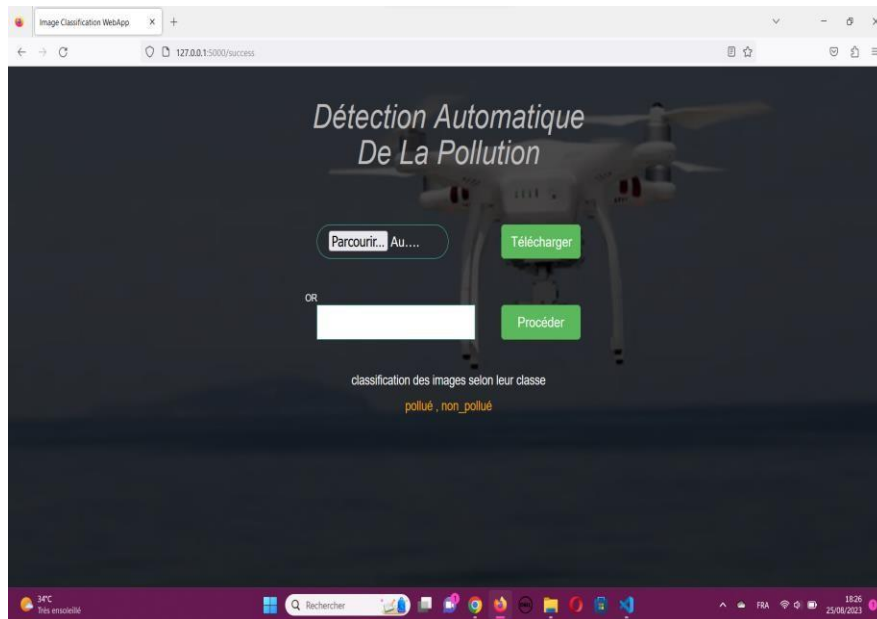 Image Classification WebApp
127.0.0.1:5000/success
Détection Automatique
De La Pollution
Parcourir... Au....
Télécharger
OR
Procéder
classification des images selon leur classe
pollué , non_pollué
34°C
Très ensoleillé
Rechercher
FRA
18:26
25/08/2023